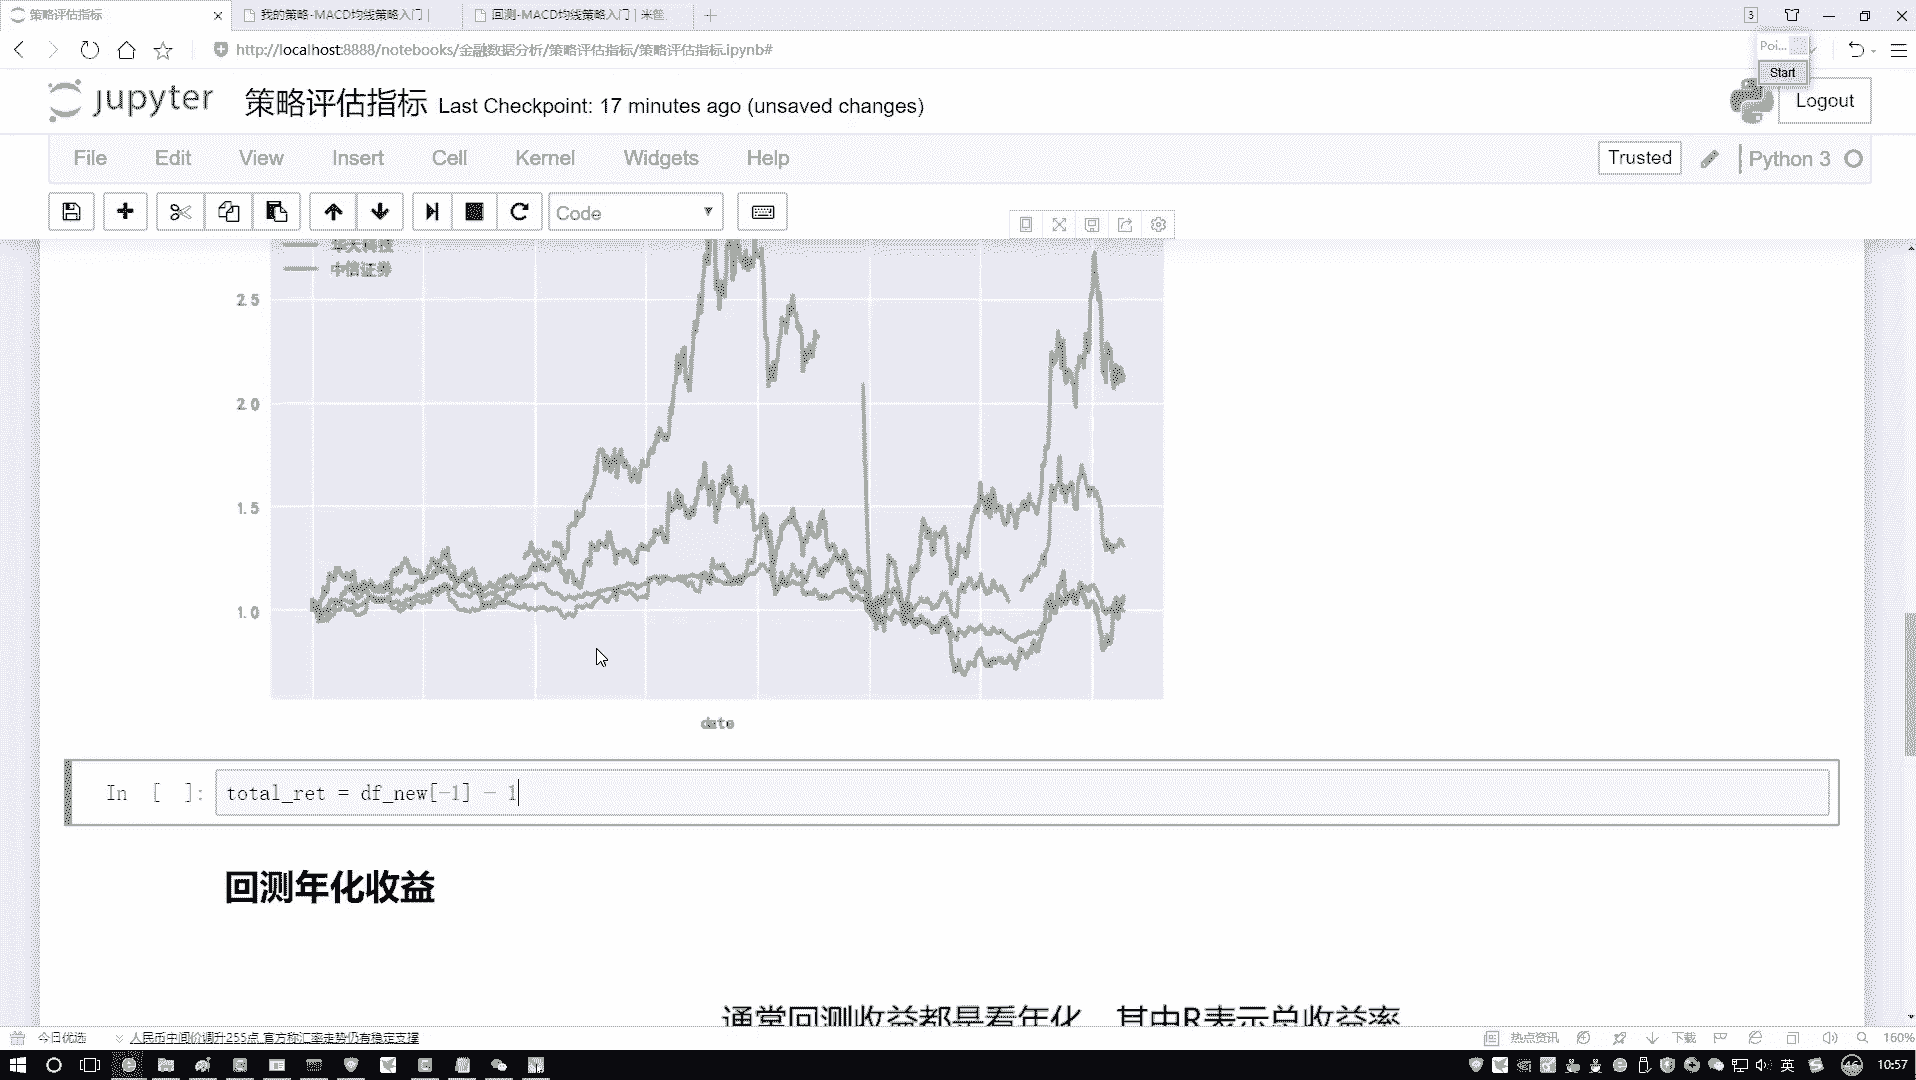 策略评估指标
我的策略-MACD均线策略入门 |
回测-MACD均线策略入门 | 米筐
3
http://localhost:8888/notebooks/金融数据分析/策略评估指标/策略评估指标.ipynb#
Poi...
Start
jupyter 策略评估指标 Last Checkpoint: 17 minutes ago (unsaved changes)
Logout
File Edit View Insert Cell Kernel Widgets Help
Trusted
Python 3
Code
中信证券
2.5
2.0
1.5
1.0
date
In [ ]: total_ret = df_new[-1] - 1
回测年化收益
通常回测收益都是看年化，其中R表示总收益率
今日优选
人民币中间价调升255点 官方称汇率走势仍有稳定支撑
热点资讯
下载
160%
英
46
10:57